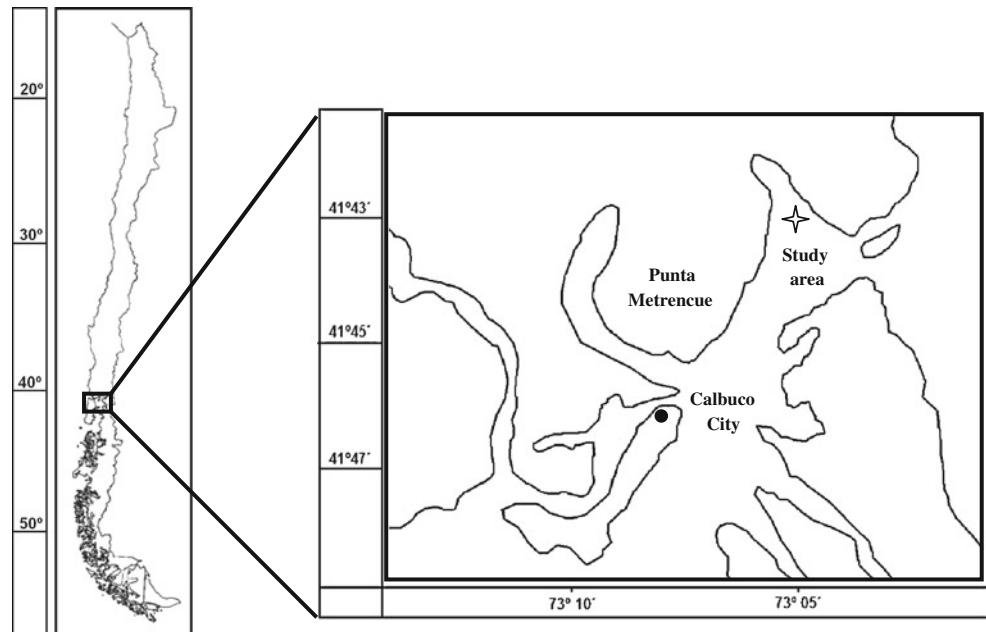 20º
30º
40º
50º
41º43´
41º45´
41º47´
Punta
Metrencue
Study
area
Calbuco
City
73º 10´
73º 05´